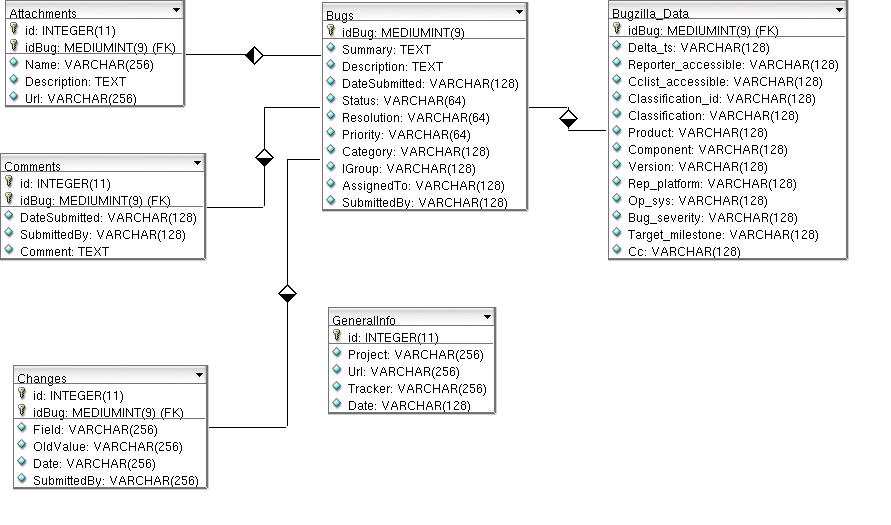 Attachments
id: INTEGER(11)
idBug: MEDIUMINT(9) (FK)
Name: VARCHAR(256)
Description: TEXT
Url: VARCHAR(256)
Bugs
idBug: MEDIUMINT(9)
Summary: TEXT
Description: TEXT
DateSubmitted: VARCHAR(128)
Status: VARCHAR(64)
Resolution: VARCHAR(64)
Priority: VARCHAR(64)
Category: VARCHAR(128)
IGroup: VARCHAR(128)
AssignedTo: VARCHAR(128)
SubmittedBy: VARCHAR(128)
Bugzilla_Data
idBug: MEDIUMINT(9) (FK)
Delta_ts: VARCHAR(128)
Reporter_accessible: VARCHAR(128)
Cclist_accessible: VARCHAR(128)
Classification_id: VARCHAR(128)
Classification: VARCHAR(128)
Product: VARCHAR(128)
Component: VARCHAR(128)
Version: VARCHAR(128)
Rep_platform: VARCHAR(128)
Op_sys: VARCHAR(128)
Bug_severity: VARCHAR(128)
Target_milestone: VARCHAR(128)
Cc: VARCHAR(128)
Comments
id: INTEGER(11)
idBug: MEDIUMINT(9) (FK)
DateSubmitted: VARCHAR(128)
SubmittedBy: VARCHAR(128)
Comment: TEXT
GeneralInfo
id: INTEGER(11)
Project: VARCHAR(256)
Url: VARCHAR(256)
Tracker: VARCHAR(256)
Date: VARCHAR(128)
Changes
id: INTEGER(11)
idBug: MEDIUMINT(9) (FK)
Field: VARCHAR(256)
OldValue: VARCHAR(256)
Date: VARCHAR(256)
SubmittedBy: VARCHAR(256)